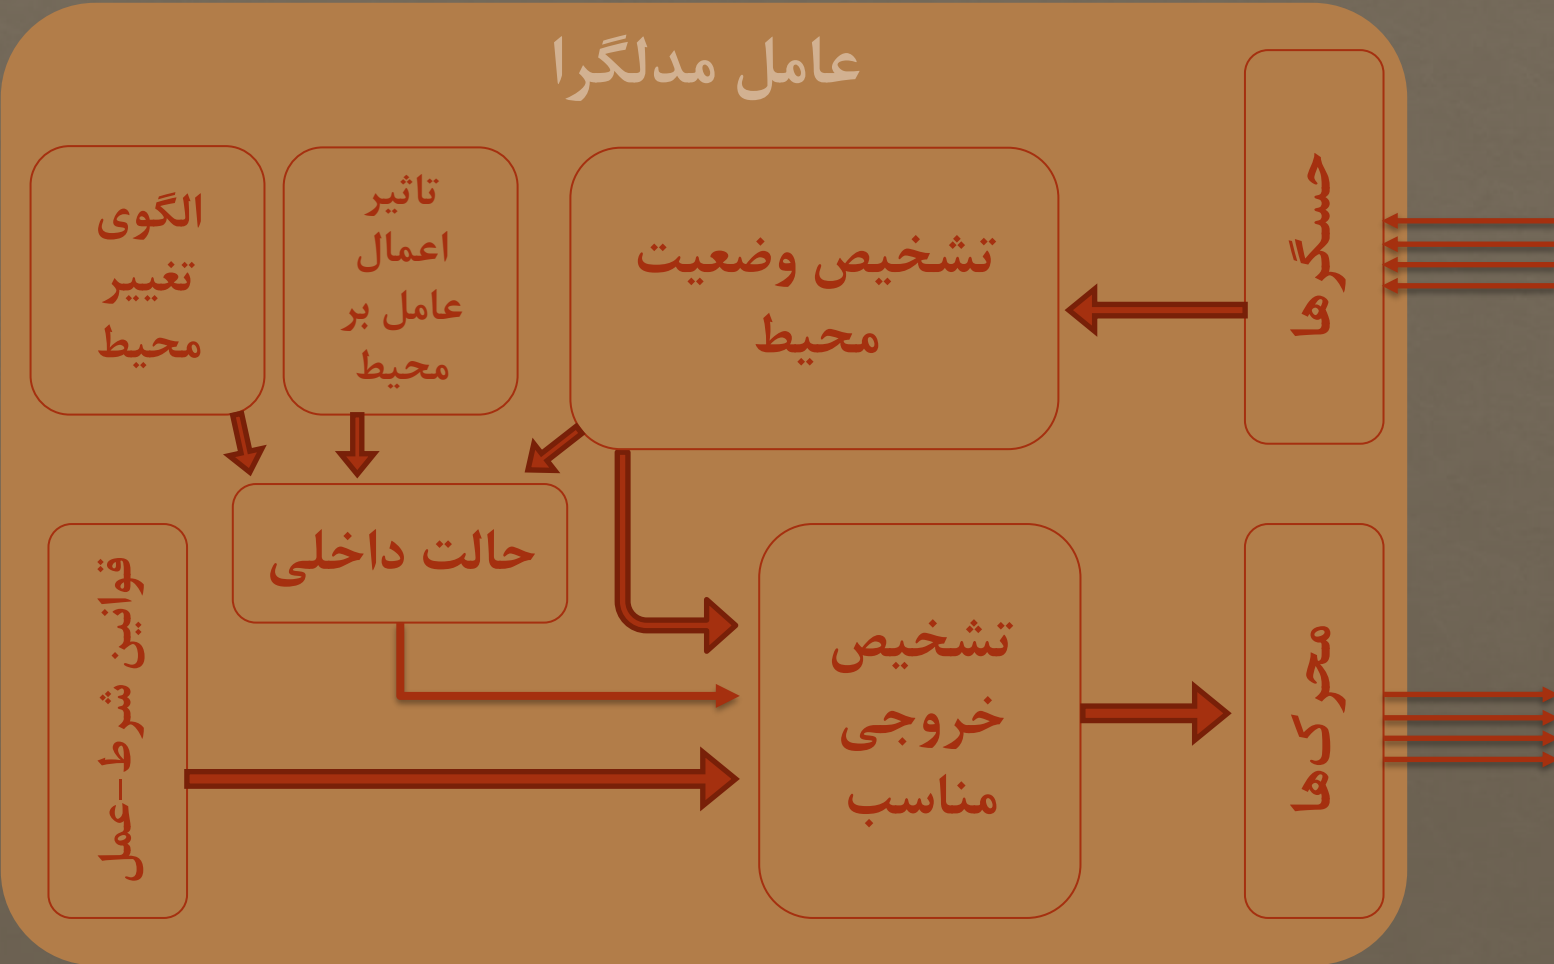 عامل مدلگرا
حسگرها
تشخیص وضعیت
محیط
تاثیر
اعمال
عامل بر
محیط
الگوی
تغییر
محیط
حالت داخلی
قوانین شرط-عمل
تشخیص
خروجی
مناسب
محرکها